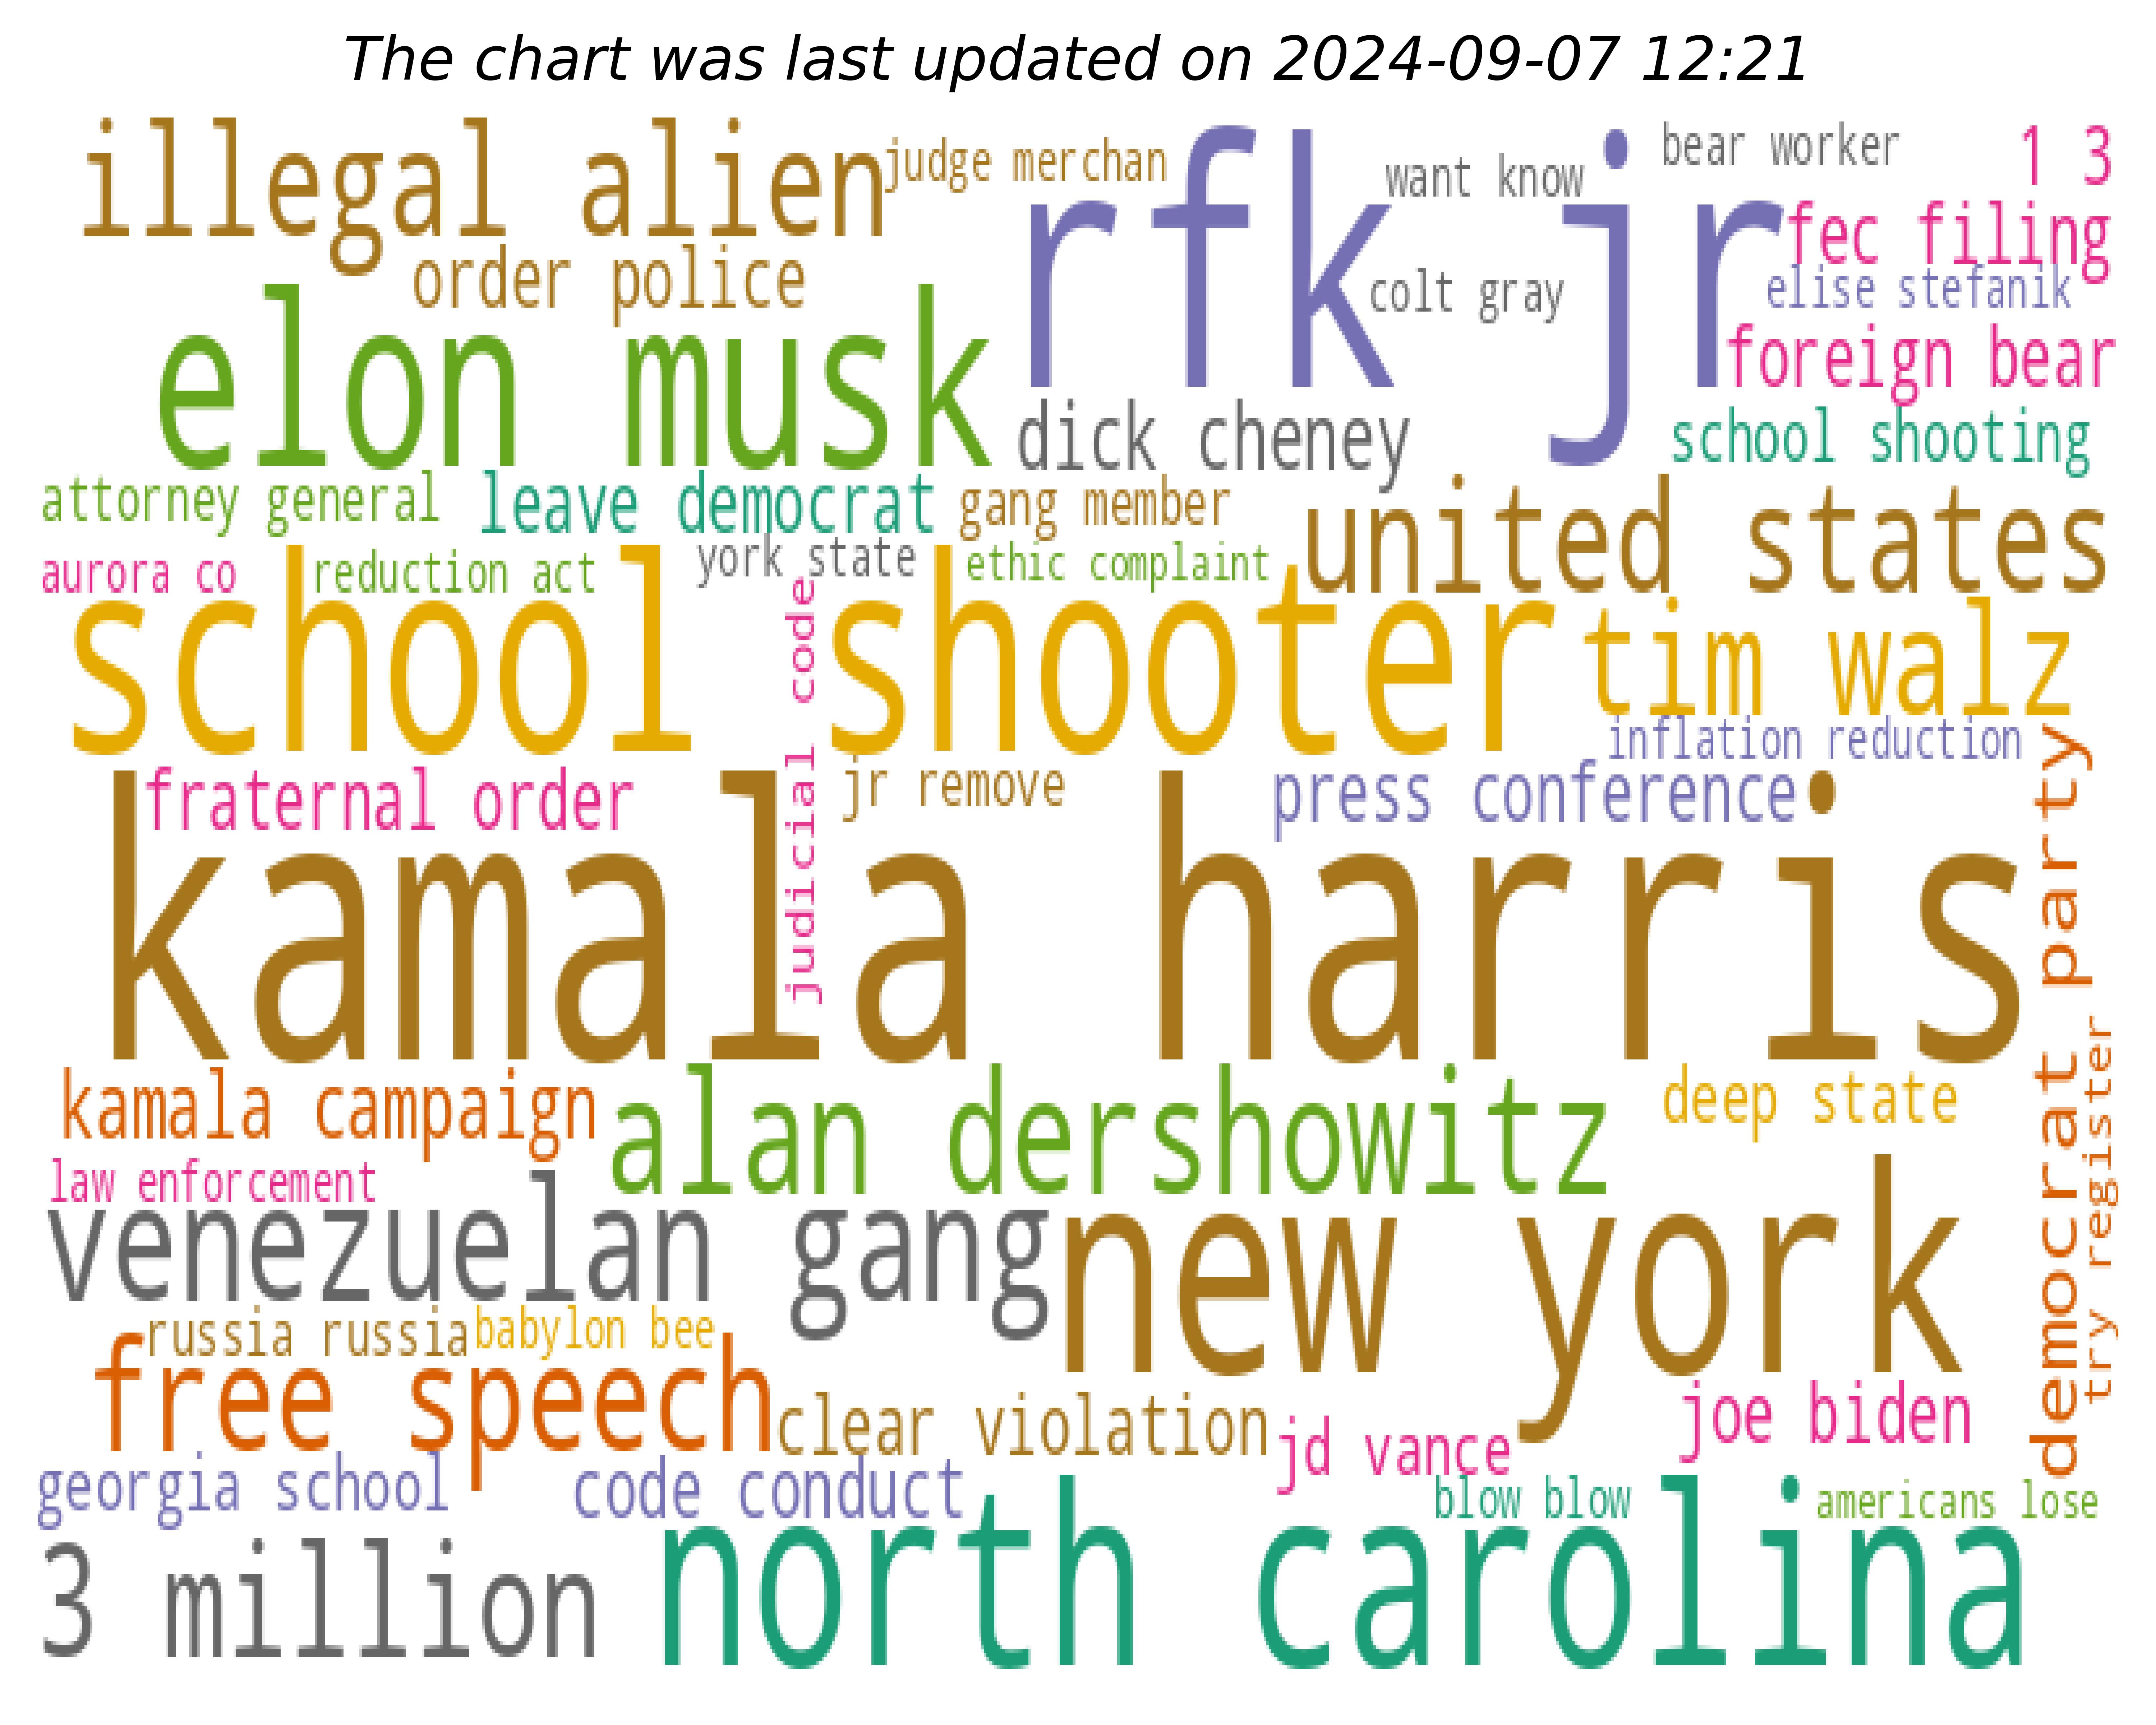 The chart was last updated on 2024-09-07 12:21
illegal alien
judge merchan
rfk jr
want know
bear worker
1 3
fec filing
order police
colt gray
elise stefanik
elon musk
foreign bear
dick cheney
school shooting
attorney general
leave democrat
gang member
united states
aurora co
reduction act
york state
ethic complaint
school shooter
judicial code
tim walz
inflation reduction
fraternal order
jr remove
press conference
democrat party
kamala harris
kamala campaign
alan dershowitz
deep state
try register
law enforcement
venezuelan gang
new york
russia russia
babylon bee
free speech
clear violation
jd vance
joe biden
georgia school
code conduct
blow blow
americans lose
3 million
north carolina